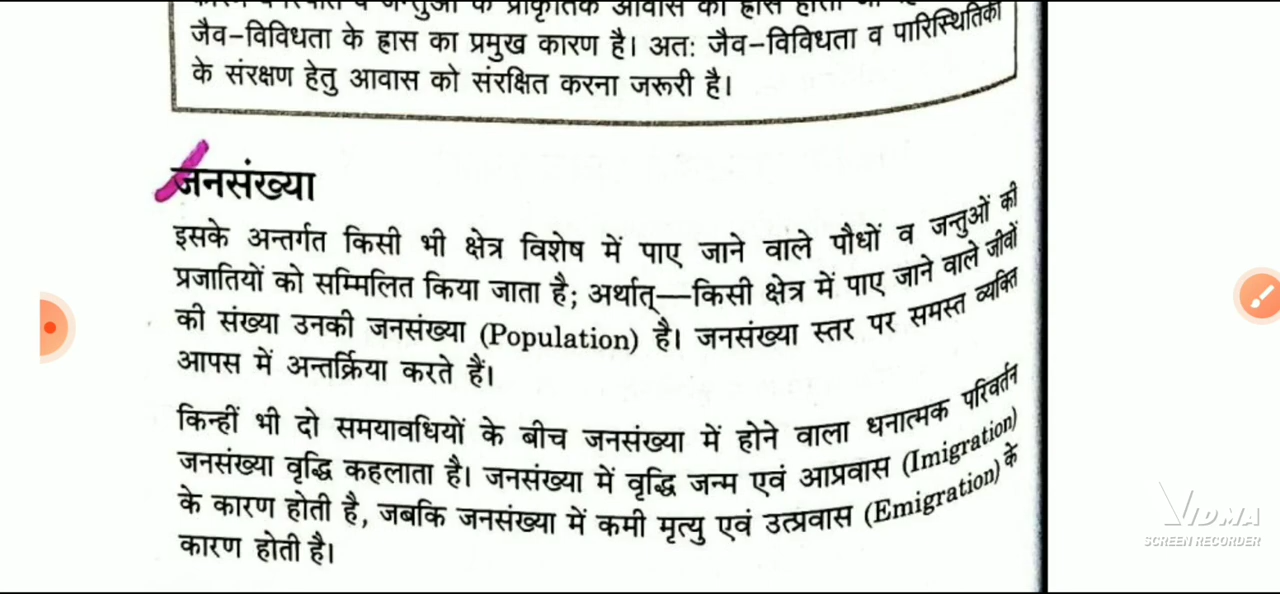 जैव-विविधता के ह्रास का प्रमुख कारण है। अतः जैव-विविधता व पारिस्थितिकी
के संरक्षण हेतु आवास को संरक्षित करना जरूरी है।
जनसंख्या
इसके अन्तर्गत किसी भी क्षेत्र विशेष में पाए जाने वाले पौधों व जन्तुओं की
प्रजातियों को सम्मिलित किया जाता है; अर्थात्—किसी क्षेत्र में पाए जाने वाले जीवों
की संख्या उनकी जनसंख्या (Population) है। जनसंख्या स्तर पर समस्त व्यक्ति
आपस में अन्तर्क्रिया करते हैं।
किन्हीं भी दो समयावधियों के बीच जनसंख्या में होने वाला धनात्मक परिवर्तन
जनसंख्या वृद्धि कहलाता है। जनसंख्या में वृद्धि जन्म एवं आप्रवास (Imigration)
के कारण होती है, जबकि जनसंख्या में कमी मृत्यु एवं उत्प्रवास (Emigration) के
कारण होती है।
VIDMA
SCREEN RECORDER